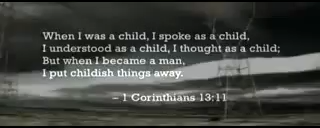 When I was a child, I spoke as a child,
I understood as a child, I thought as a child;
But when I became a man,
I put childish things away.
– 1 Corinthians 13:11